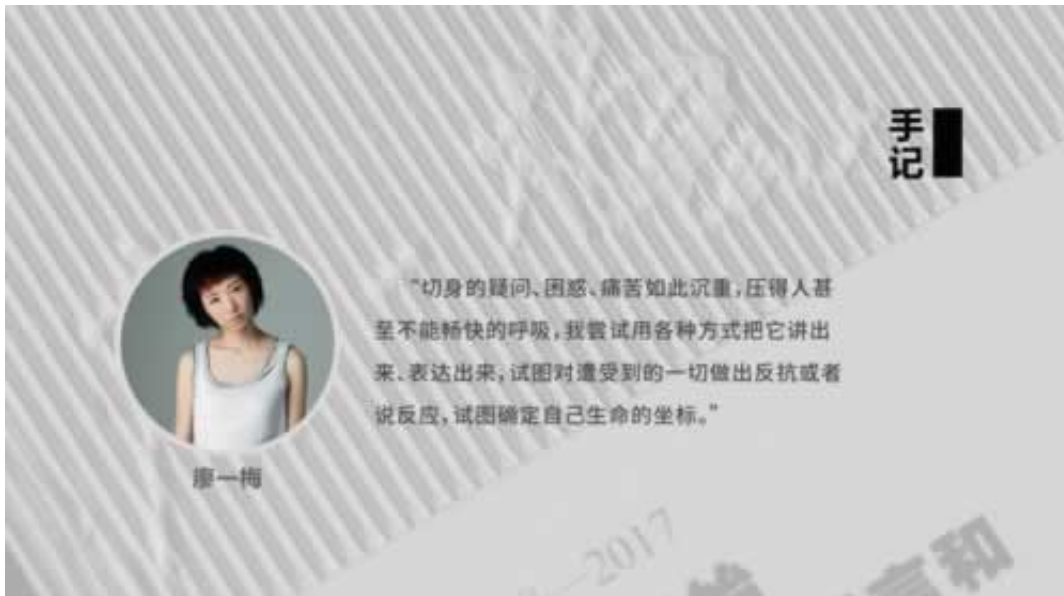 手记
"切身的疑问、困惑、痛苦如此沉重，压得人甚
至不能畅快的呼吸，我尝试用各种方式把它讲出
来、表达出来，试图对遭受到的一切做出反抗或者
说反应，试图确定自己生命的坐标。"
廖一梅
—2017